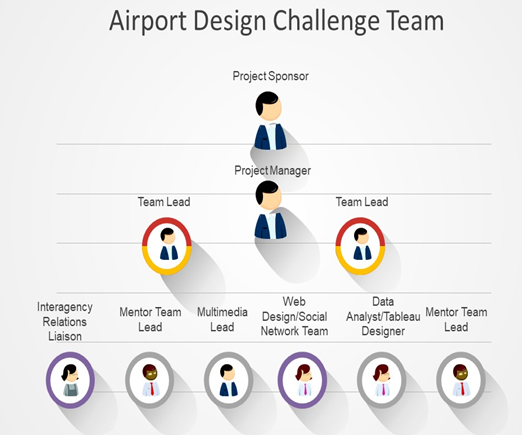 Airport Design Challenge Team
Project Sponsor
Project Manager
Team Lead
Team Lead
Interagency
Relations
Liaison
Mentor Team
Lead
Multimedia
Lead
Web
Design/Social
Network Team
Data
Analyst/Tableau
Designer
Mentor Team
Lead